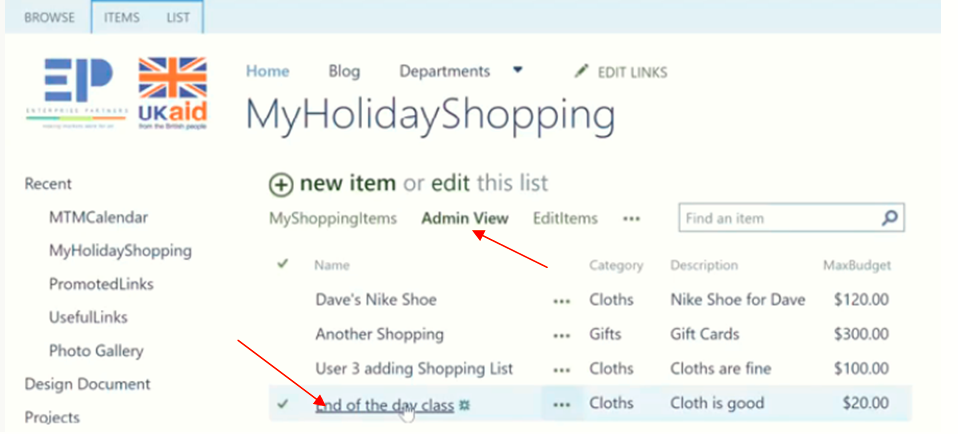 BROWSE ITEMS LIST
EP
ENTERPRISE PARTNERS
UKaid
from the British people
Home Blog Departments EDIT LINKS
MyHolidayShopping
Recent
MTMCalendar
MyHolidayShopping
PromotedLinks
UsefulLinks
Photo Gallery
Design Document
Projects
new item or edit this list
MyShoppingItems Admin View EditItems ••• Find an item
Name Category Description MaxBudget
Dave's Nike Shoe ••• Cloths Nike Shoe for Dave $120.00
Another Shopping ••• Gifts Gift Cards $300.00
User 3 adding Shopping List ••• Cloths Cloths are fine $100.00
End of the day class ••• Cloths Cloth is good $20.00